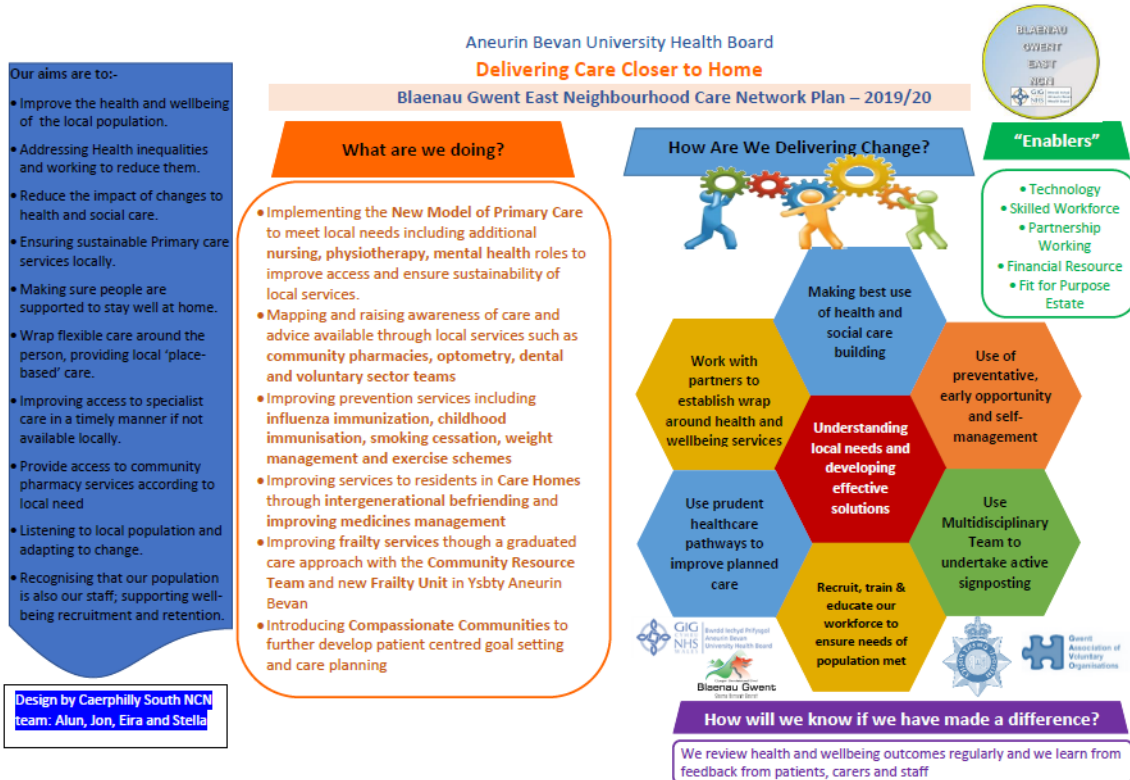 Aneurin Bevan University Health Board
Delivering Care Closer to Home
Blaenau Gwent East Neighbourhood Care Network Plan – 2019/20
BLAENAU
GWENT
EAST
NCN
GIG
NHS
Our aims are to:-
• Improve the health and wellbeing
of the local population.
• Addressing Health inequalities
and working to reduce them.
• Reduce the impact of changes to
health and social care.
• Ensuring sustainable Primary care
services locally.
• Making sure people are
supported to stay well at home.
• Wrap flexible care around the
person, providing local ‘place-
based’ care.
• Improving access to specialist
care in a timely manner if not
available locally.
• Provide access to community
pharmacy services according to
local need
• Listening to local population and
adapting to change.
• Recognising that our population
is also our staff; supporting well-
being recruitment and retention.
Design by Caerphilly South NCN
team: Alun, Jon, Eira and Stella
What are we doing?
• Implementing the New Model of Primary Care
to meet local needs including additional
nursing, physiotherapy, mental health roles to
improve access and ensure sustainability of
local services.
• Mapping and raising awareness of care and
advice available through local services such as
community pharmacies, optometry, dental
and voluntary sector teams
• Improving prevention services including
influenza immunization, childhood
immunisation, smoking cessation, weight
management and exercise schemes
• Improving services to residents in Care Homes
through intergenerational befriending and
improving medicines management
• Improving frailty services though a graduated
care approach with the Community Resource
Team and new Frailty Unit in Ysbty Aneurin
Bevan
• Introducing Compassionate Communities to
further develop patient centred goal setting
and care planning
How Are We Delivering Change?
Making best use
of health and
social care
building
Work with
partners to
establish wrap
around health and
wellbeing services
Use of
preventative,
early opportunity
and self-
management
Understanding
local needs and
developing
effective
solutions
Use prudent
healthcare
pathways to
improve planned
care
Use
Multidisciplinary
Team to
undertake active
signposting
Recruit, train &
educate our
workforce to
ensure needs of
population met
“Enablers”
• Technology
• Skilled Workforce
• Partnership
Working
• Financial Resource
• Fit for Purpose
Estate
GIG
CYMRU
NHS
WALES
Bwrdd Iechyd Prifysgol
Aneurin Bevan
University Health Board
Blaenau Gwent
Gwent
Association of
Voluntary
Organisations
How will we know if we have made a difference?
We review health and wellbeing outcomes regularly and we learn from
feedback from patients, carers and staff